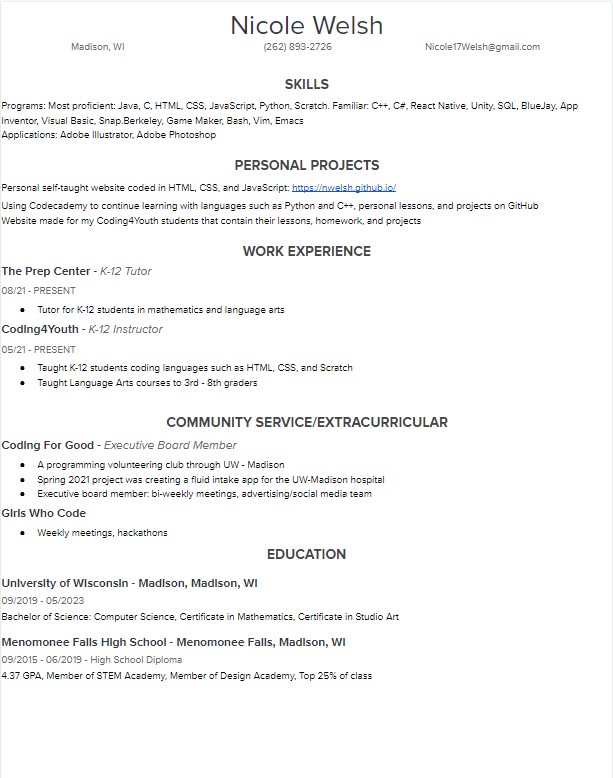 Nicole Welsh
Madison, WI (262) 893-2726 Nicole17Welsh@gmail.com
SKILLS
Programs: Most proficient: Java, C, HTML, CSS, JavaScript, Python, Scratch. Familiar: C++, C#, React Native, Unity, SQL, BlueJay, App
Inventor, Visual Basic, Snap.Berkeley, Game Maker, Bash, Vim, Emacs
Applications: Adobe Illustrator, Adobe Photoshop
PERSONAL PROJECTS
Personal self-taught website coded in HTML, CSS, and JavaScript: https://nwelsh.github.io/
Using Codecademy to continue learning with languages such as Python and C++, personal lessons, and projects on GitHub
Website made for my Coding4Youth students that contain their lessons, homework, and projects
WORK EXPERIENCE
The Prep Center - K-12 Tutor
08/21 - PRESENT
● Tutor for K-12 students in mathematics and language arts
Coding4Youth - K-12 Instructor
05/21 - PRESENT
● Taught K-12 students coding languages such as HTML, CSS, and Scratch
● Taught Language Arts courses to 3rd - 8th graders
COMMUNITY SERVICE/EXTRACURRICULAR
Coding For Good - Executive Board Member
● A programming volunteering club through UW - Madison
● Spring 2021 project was creating a fluid intake app for the UW-Madison hospital
● Executive board member: bi-weekly meetings, advertising/social media team
Girls Who Code
● Weekly meetings, hackathons
EDUCATION
University of Wisconsin - Madison, Madison, WI
09/2019 - 05/2023
Bachelor of Science: Computer Science, Certificate in Mathematics, Certificate in Studio Art
Menomonee Falls High School - Menomonee Falls, Madison, WI
09/2015 - 06/2019 - High School Diploma
4.37 GPA, Member of STEM Academy, Member of Design Academy, Top 25% of class